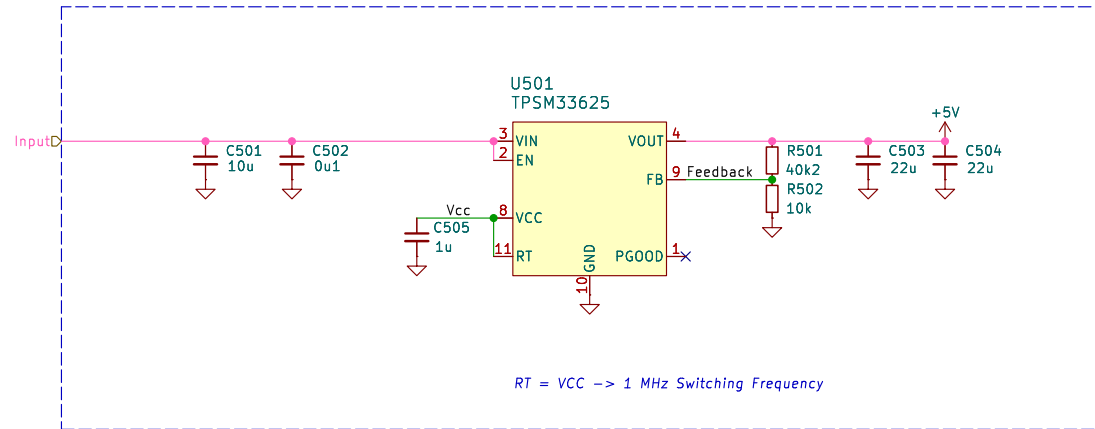 U501
TPSM33625
+5V
Input
C501
10u
C502
0u1
3
VIN
2
EN
VOUT
4
R501
40k2
C503
22u
C504
22u
FB
9
Feedback
R502
10k
Vcc
8
VCC
C505
1u
11
RT
GND
10
PGOOD
1
RT = VCC -> 1 MHz Switching Frequency